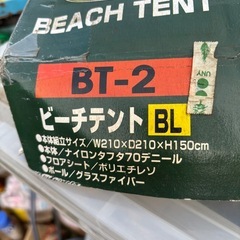 BEACH TENT
BT-2
ビーチテント BL
●本体組立サイズ/W210×D210×H150cm
●本体/ナイロンタフタ70デニール
●フロアシート/ポリエチレン
●ポール/グラスファイバー